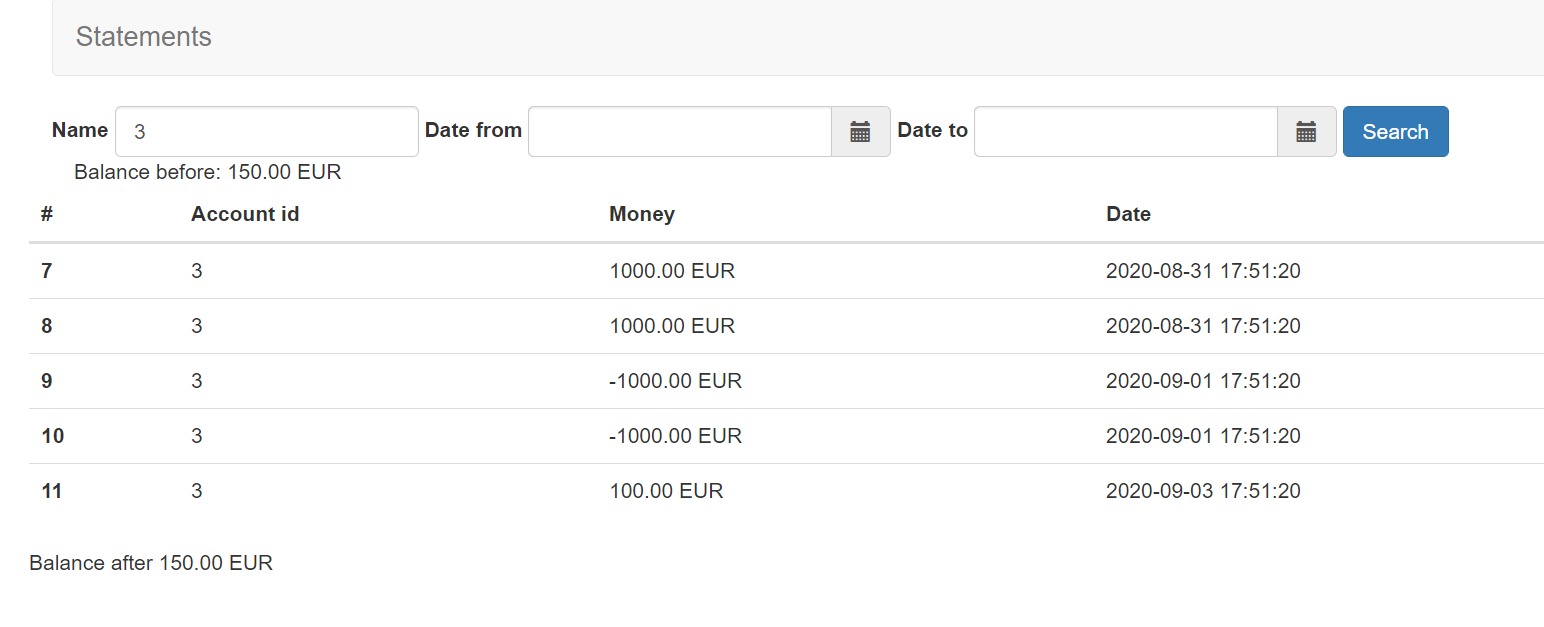 Statements
Name 3 Date from Date to Search
Balance before: 150.00 EUR
# Account id Money Date
7 3 1000.00 EUR 2020-08-31 17:51:20
8 3 1000.00 EUR 2020-08-31 17:51:20
9 3 -1000.00 EUR 2020-09-01 17:51:20
10 3 -1000.00 EUR 2020-09-01 17:51:20
11 3 100.00 EUR 2020-09-03 17:51:20
Balance after 150.00 EUR